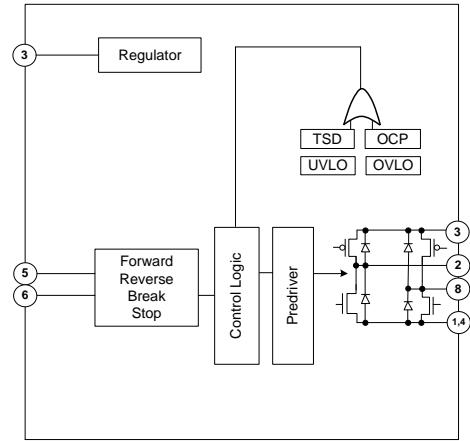 3
Regulator
TSD
OCP
UVLO
OVLO
3
2
8
1,4
5
6
Forward
Reverse
Break
Stop
Control Logic
Predriver